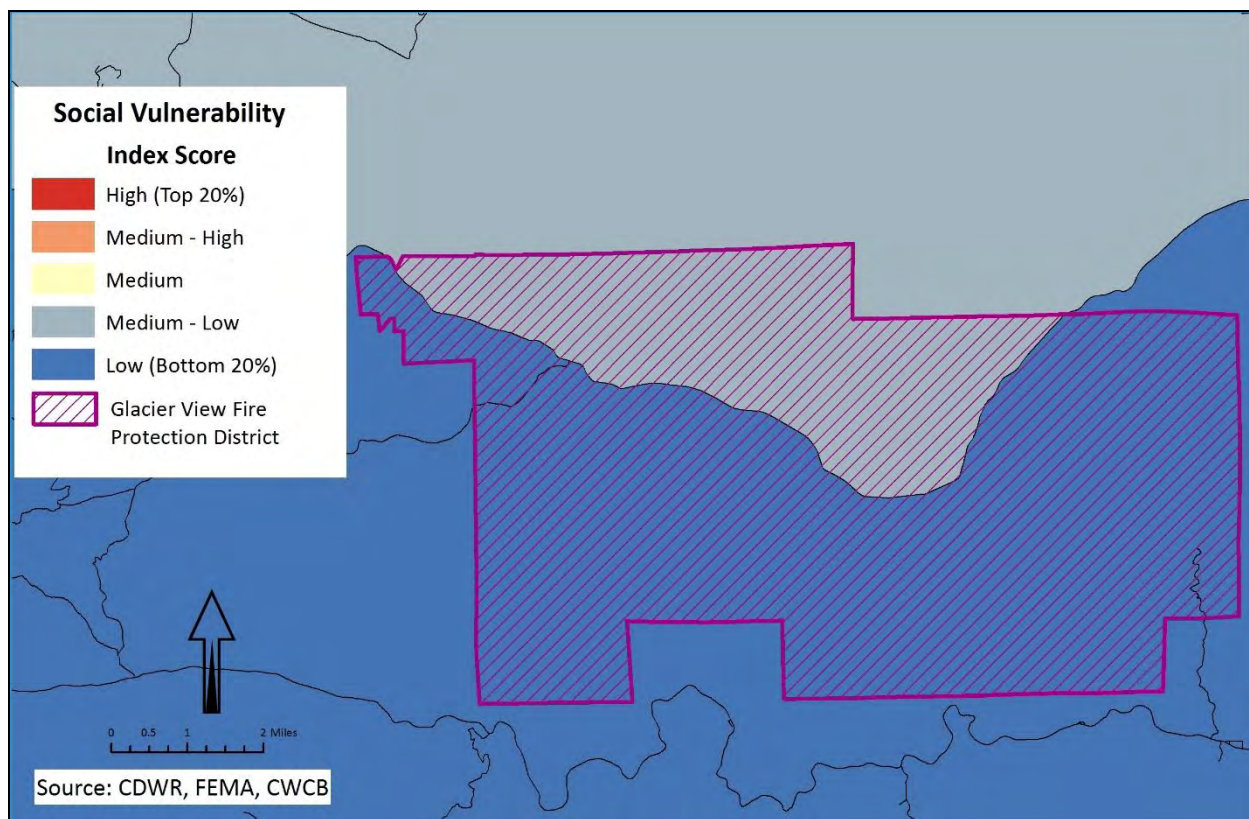 Social Vulnerability
Index Score
High (Top 20%)
Medium - High
Medium
Medium - Low
Low (Bottom 20%)
Glacier View Fire
Protection District
0 0.5 1 2 Miles
Source: CDWR, FEMA, CWCB